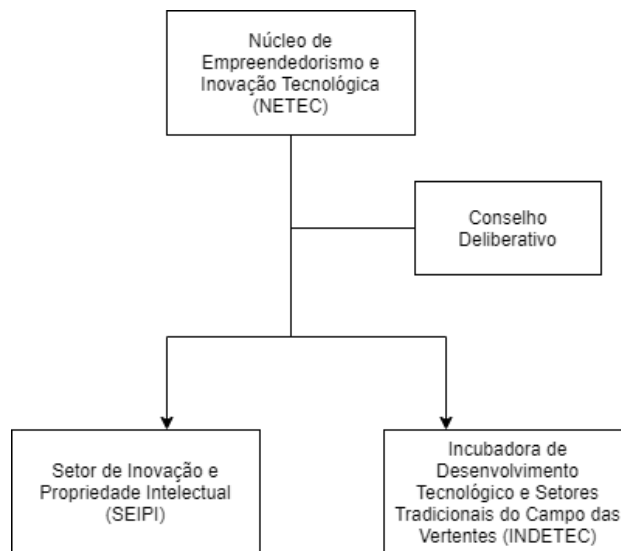 Núcleo de
Empreendedorismo e
Inovação Tecnológica
(NETEC)
Conselho
Deliberativo
Setor de Inovação e
Propriedade Intelectual
(SEIPI)
Incubadora de
Desenvolvimento
Tecnológico e Setores
Tradicionais do Campo das
Vertentes (INDETEC)